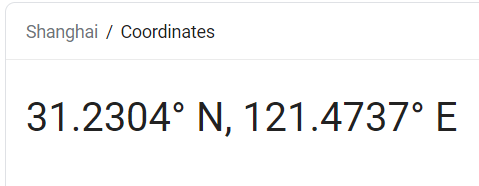 Shanghai / Coordinates
31.2304° N, 121.4737° E